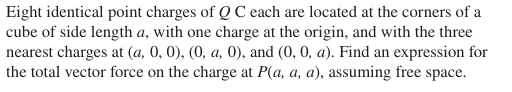 Eight identical point charges of Q C each are located at the corners of a
cube of side length a, with one charge at the origin, and with the three
nearest charges at (a, 0, 0), (0, a, 0), and (0, 0, a). Find an expression for
the total vector force on the charge at P(a, a, a), assuming free space.